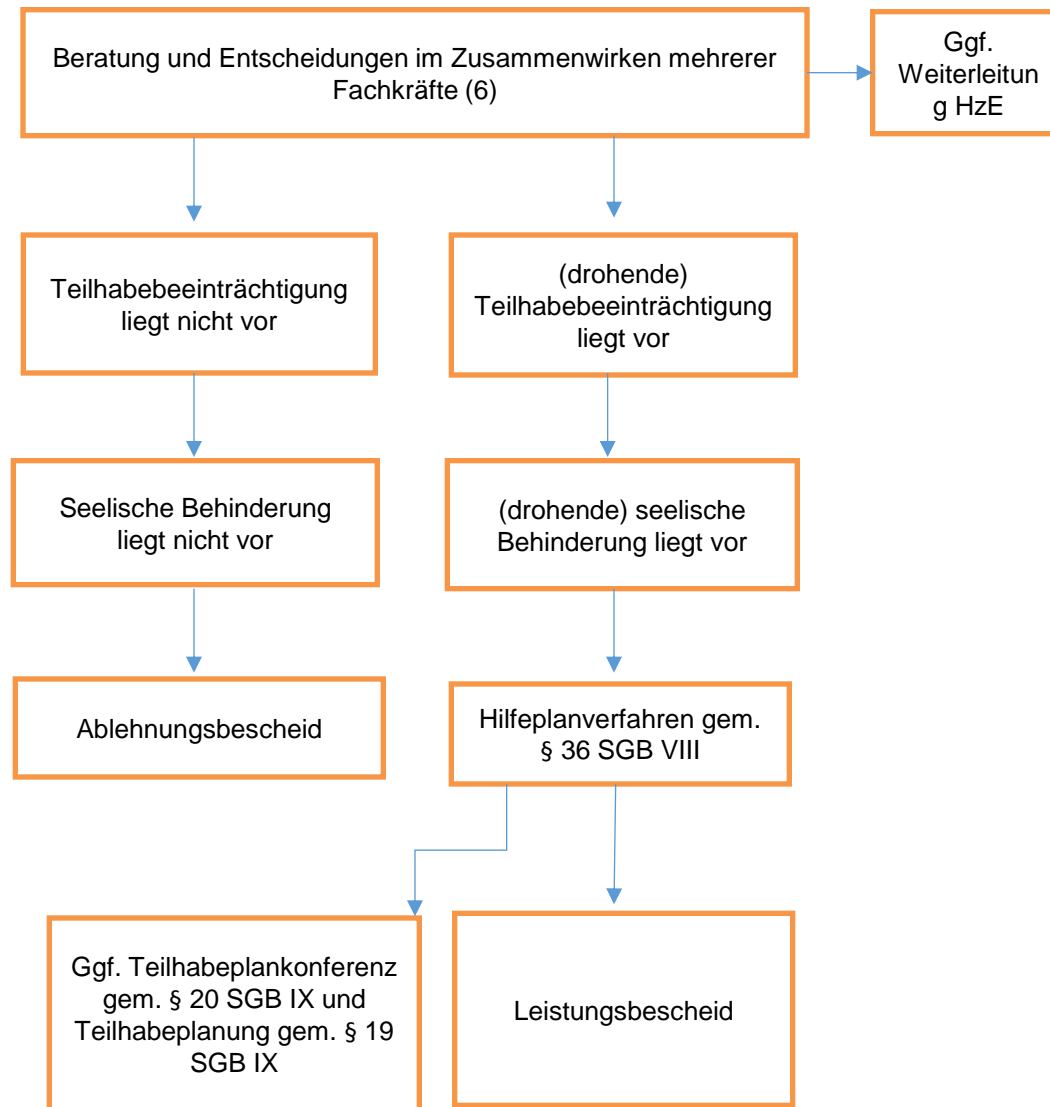 Beratung und Entscheidungen im Zusammenwirken mehrerer
Fachkräfte (6)
Ggf.
Weiterleitun
g HzE
Teilhabebeeinträchtigung
liegt nicht vor
(drohende)
Teilhabebeeinträchtigung
liegt vor
Seelische Behinderung
liegt nicht vor
(drohende) seelische
Behinderung liegt vor
Ablehnungsbescheid
Hilfeplanverfahren gem.
§ 36 SGB VIII
Ggf. Teilhabeplankonferenz
gem. § 20 SGB IX und
Teilhabeplanung gem. § 19
SGB IX
Leistungsbescheid